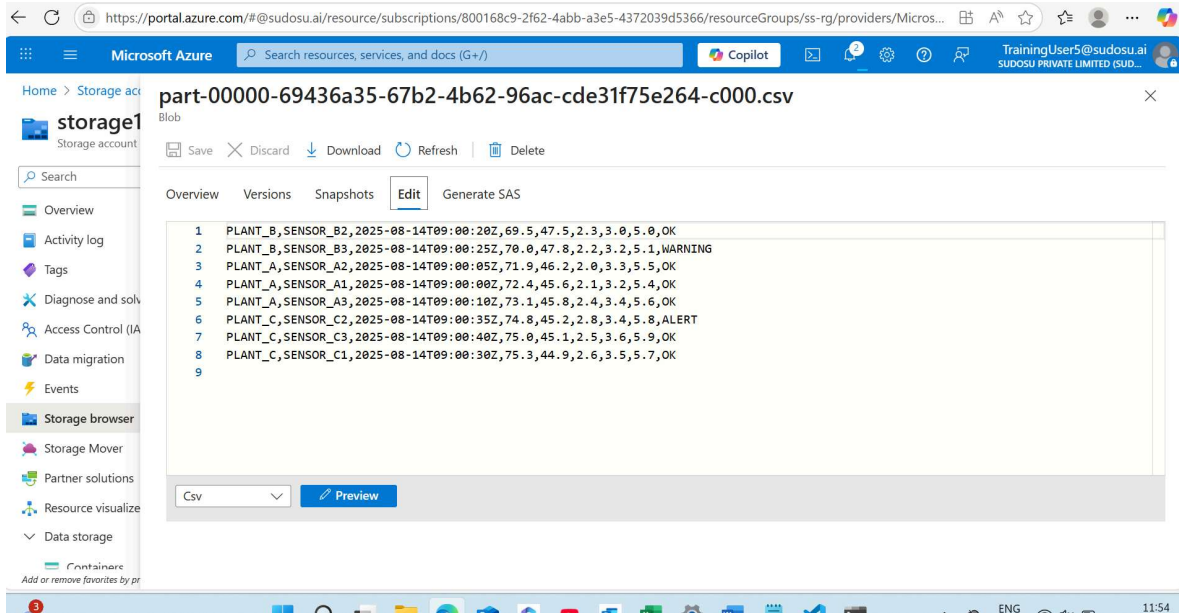 https://portal.azure.com/#@sudosu.ai/resource/subscriptions/800168c9-2f62-4abb-a3e5-4372039d5366/resourceGroups/ss-rg/providers/Micros...
Microsoft Azure
Search resources, services, and docs (G+/)
Copilot
2
TrainingUser5@sudosu.ai
SUDOSU PRIVATE LIMITED (SUD...
Home > Storage acc
storage1
Storage account
Search
Overview
Activity log
Tags
Diagnose and solv
Access Control (IA
Data migration
Events
Storage browser
Storage Mover
Partner solutions
Resource visualize
Data storage
Containers
Add or remove favorites by pr
part-00000-69436a35-67b2-4b62-96ac-cde31f75e264-c000.csv
Blob
Save Discard Download Refresh Delete
Overview Versions Snapshots Edit Generate SAS
1 PLANT_B,SENSOR_B2,2025-08-14T09:00:20Z,69.5,47.5,2.3,3.0,5.0,OK
2 PLANT_B,SENSOR_B3,2025-08-14T09:00:25Z,70.0,47.8,2.2,3.2,5.1,WARNING
3 PLANT_A,SENSOR_A2,2025-08-14T09:00:05Z,71.9,46.2,2.0,3.3,5.5,OK
4 PLANT_A,SENSOR_A1,2025-08-14T09:00:00Z,72.4,45.6,2.1,3.2,5.4,OK
5 PLANT_A,SENSOR_A3,2025-08-14T09:00:10Z,73.1,45.8,2.4,3.4,5.6,OK
6 PLANT_C,SENSOR_C2,2025-08-14T09:00:35Z,74.8,45.2,2.8,3.4,5.8,ALERT
7 PLANT_C,SENSOR_C3,2025-08-14T09:00:40Z,75.0,45.1,2.5,3.6,5.9,OK
8 PLANT_C,SENSOR_C1,2025-08-14T09:00:30Z,75.3,44.9,2.6,3.5,5.7,OK
9
Csv
Preview
3
ENG
11:54